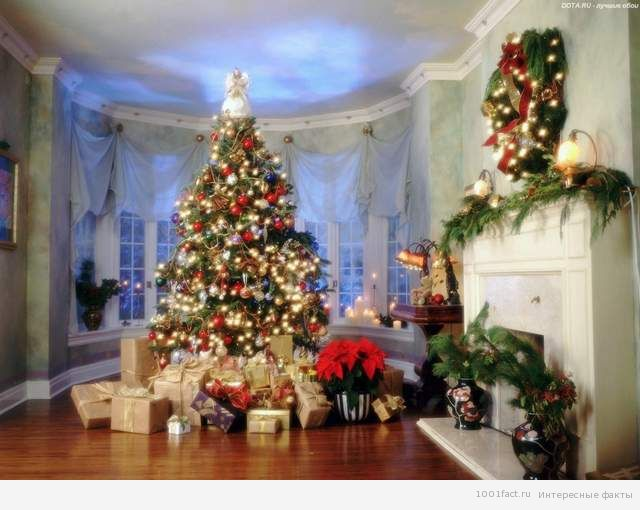 DOTA.RU - лучшие обои
1001fact.ru Интересные факты